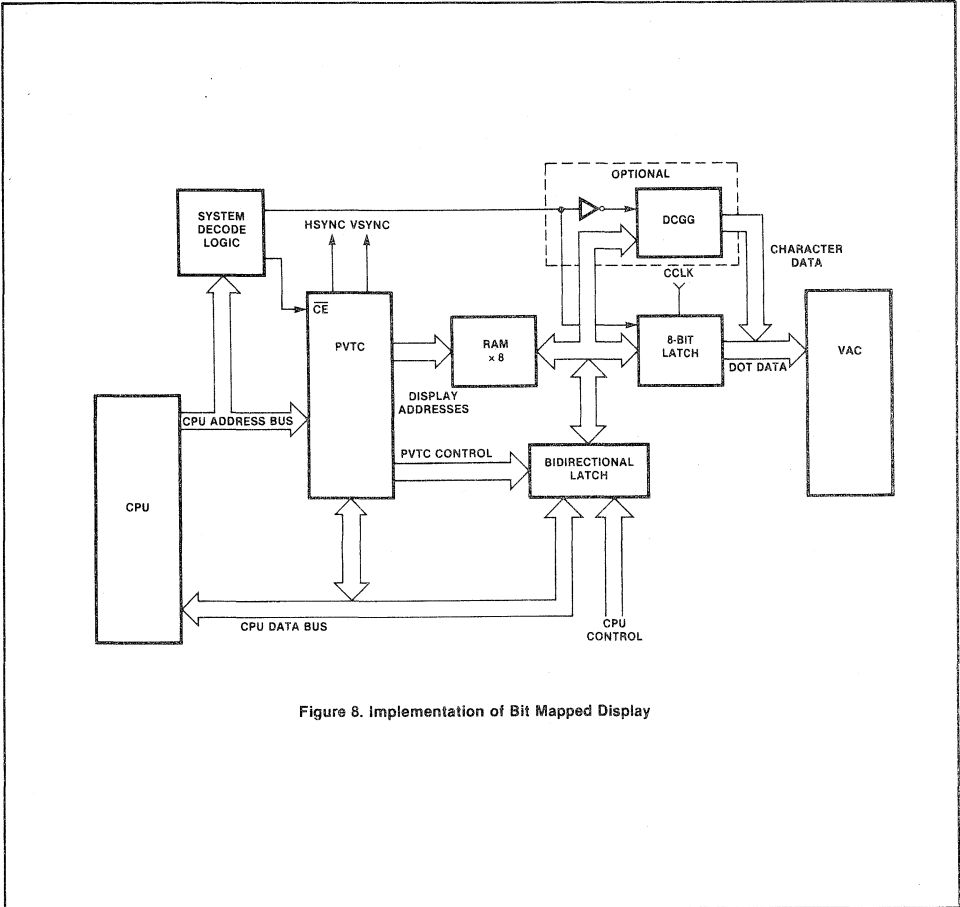 OPTIONAL
SYSTEM
DECODE
LOGIC
HSYNC VSYNC
DCGG
CHARACTER
DATA
CCLK
CE
PVTC
RAM
× 8
8-BIT
LATCH
VAC
DOT DATA
DISPLAY
ADDRESSES
CPU ADDRESS BUS
PVTC CONTROL
BIDIRECTIONAL
LATCH
CPU
CPU DATA BUS
CPU
CONTROL
Figure 8. Implementation of Bit Mapped Display